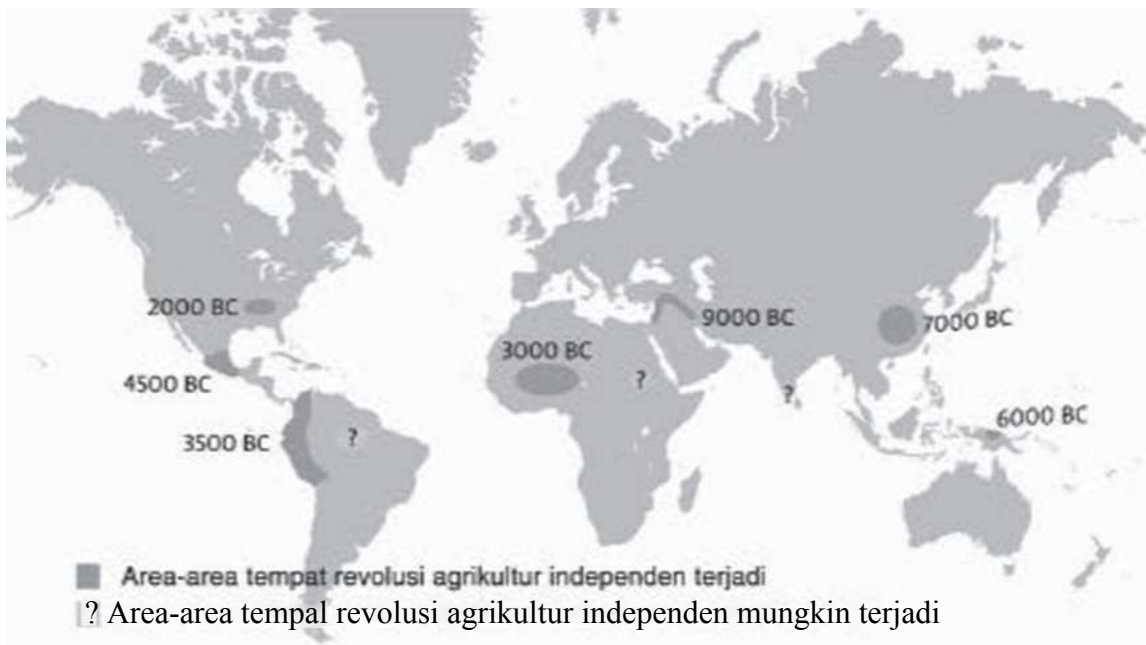 2000 BC
9000 BC
7000 BC
3000 BC
?
4500 BC
?
6000 BC
3500 BC
?
Area-area tempat revolusi agrikultur independen terjadi
? Area-area tempal revolusi agrikultur independen mungkin terjadi